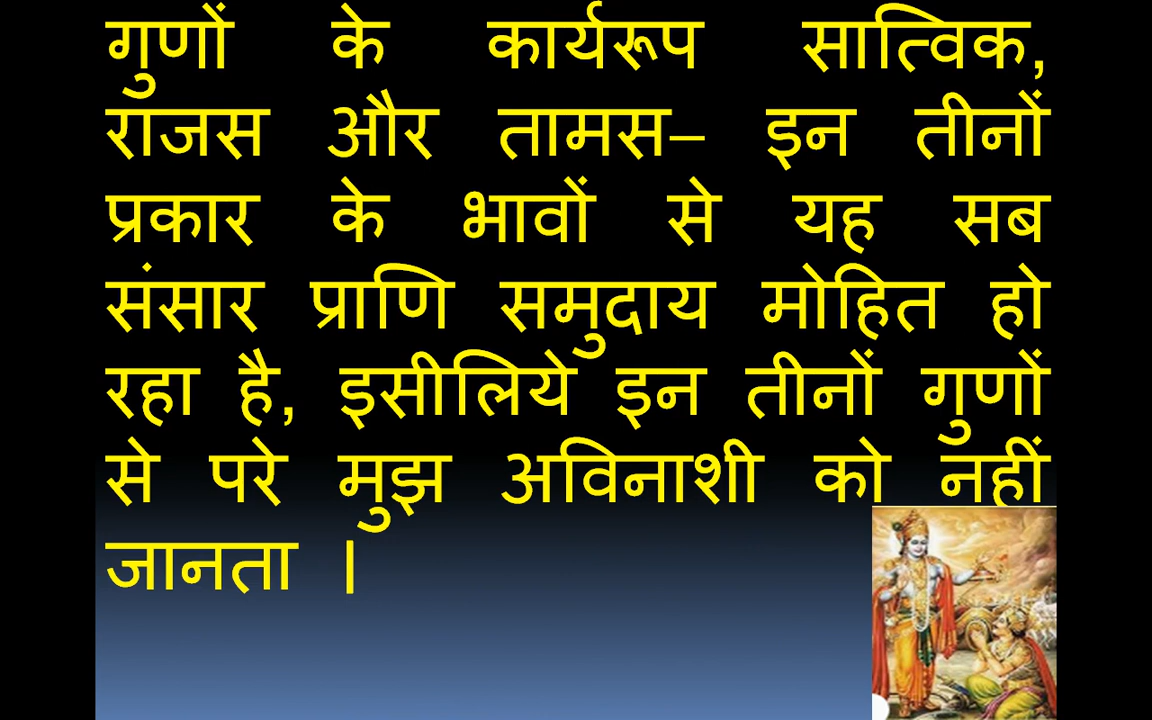 गुणों के कार्यरूप सात्विक,
राजस और तामस– इन तीनों
प्रकार के भावों से यह सब
संसार प्राणि समुदाय मोहित हो
रहा है, इसीलिये इन तीनों गुणों
से परे मुझ अविनाशी को नहीं
जानता ।